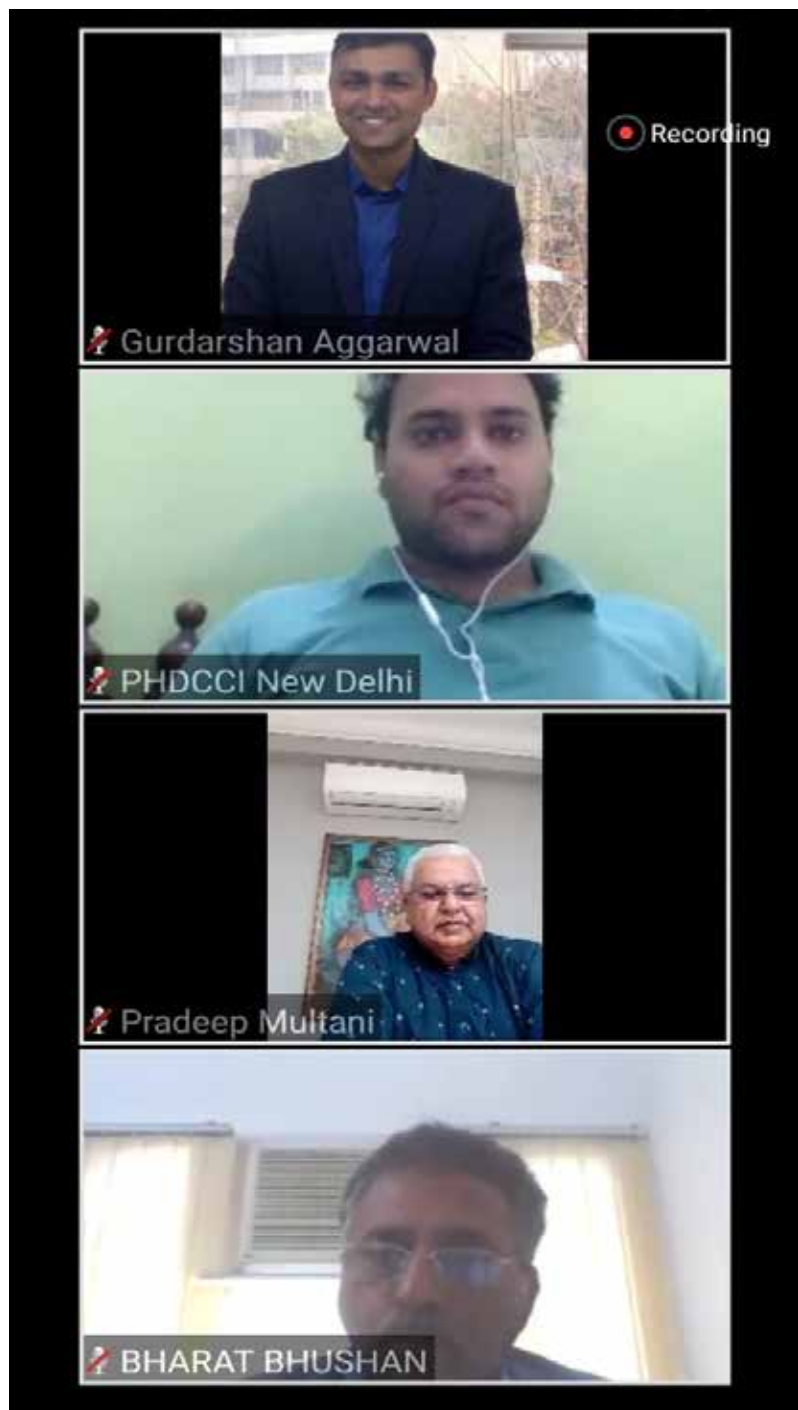 Recording
Gurdarshan Aggarwal
PHDCCI New Delhi
Pradeep Multani
BHARAT BHUSHAN